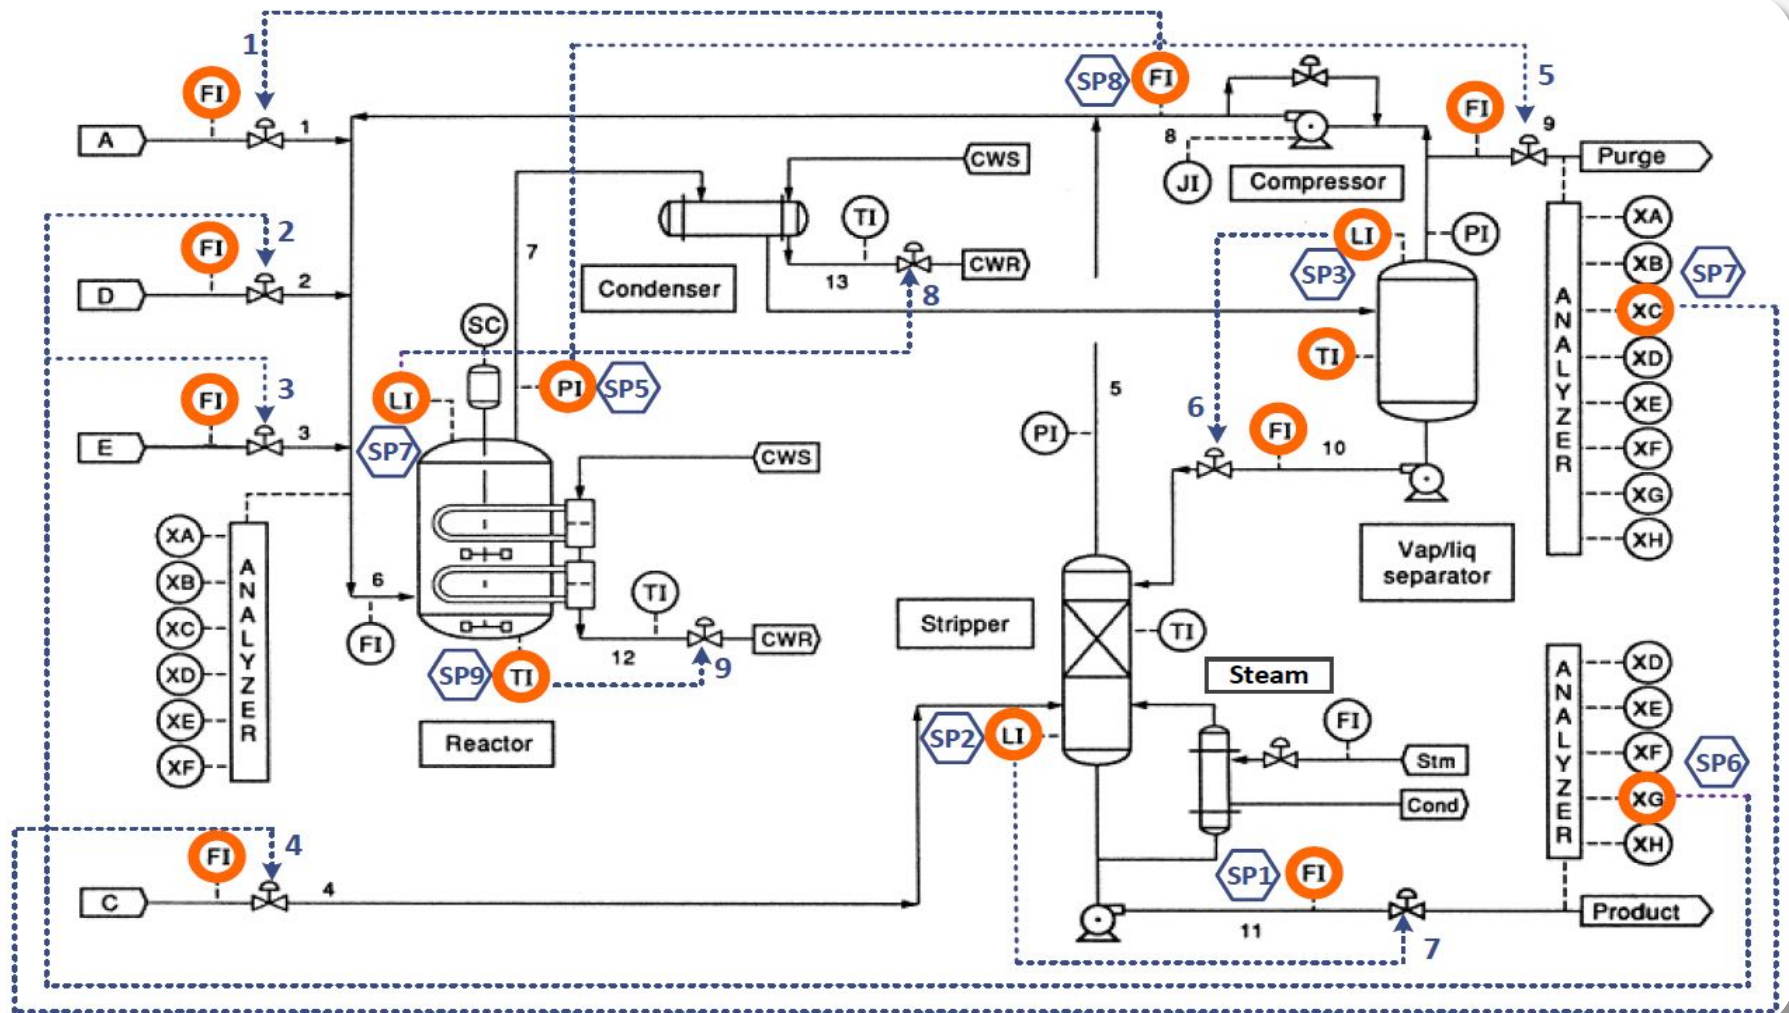 1
SP8
FI
5
FI
A
1
FI
8
9
Purge
JI
Compressor
CWS
TI
CWR
13
Condenser
8
7
2
FI
D
2
LI
SP3
PI
TI
XA
XB
XC
XD
XE
XF
XG
XH
SP7
ANALYZER
SC
LI
PI
SP5
SP7
3
FI
E
3
5
PI
6
FI
10
CWS
Vap/liq
separator
XA
XB
XC
XD
XE
XF
ANALYZER
6
FI
TI
CWR
12
9
SP9
TI
Reactor
Stripper
TI
Steam
FI
Stm
Cond
SP2
LI
ANALYZER
XD
XE
XF
XG
XH
SP6
4
FI
C
4
SP1
FI
11
7
Product